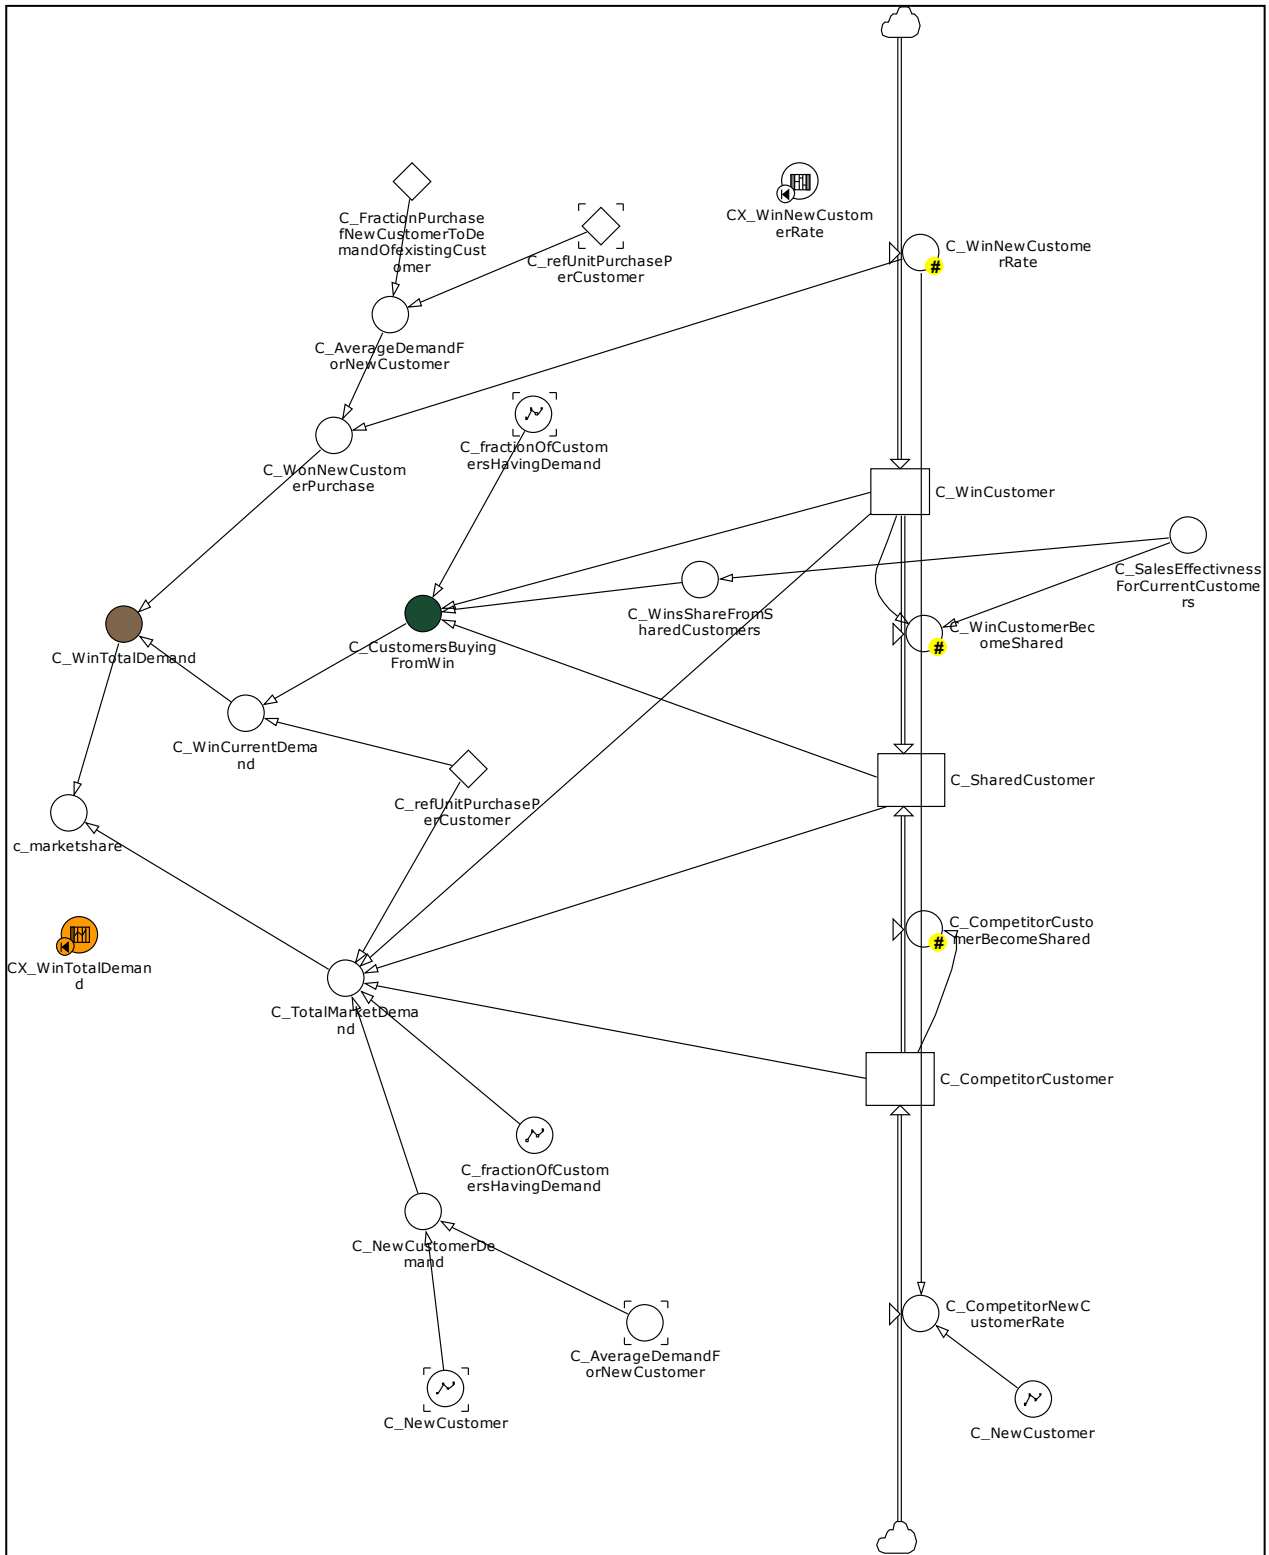 C_FractionPurchase
fNewCustomerToDe
mandOfexistingCust
omer
C_refUnitPurchaseP
erCustomer
CX_WinNewCustom
erRate
C_WinNewCustome
rRate
#
C_AverageDemandF
orNewCustomer
C_fractionOfCustom
ersHavingDemand
C_WonNewCustom
erPurchase
C_WinCustomer
C_SalesEffectivness
ForCurrentCustome
rs
C_WinsShareFromS
haredCustomers
C_WinCustomerBec
omeShared
#
C_WinTotalDemand
C_CustomersBuying
FromWin
C_WinCurrentDema
nd
C_SharedCustomer
C_refUnitPurchaseP
erCustomer
c_marketshare
C_CompetitorCusto
merBecomeShared
#
CX_WinTotalDeman
d
C_TotalMarketDema
nd
C_CompetitorCustomer
C_fractionOfCustom
ersHavingDemand
C_NewCustomerDe
mand
C_CompetitorNewC
ustomerRate
C_AverageDemandF
orNewCustomer
C_NewCustomer
C_NewCustomer